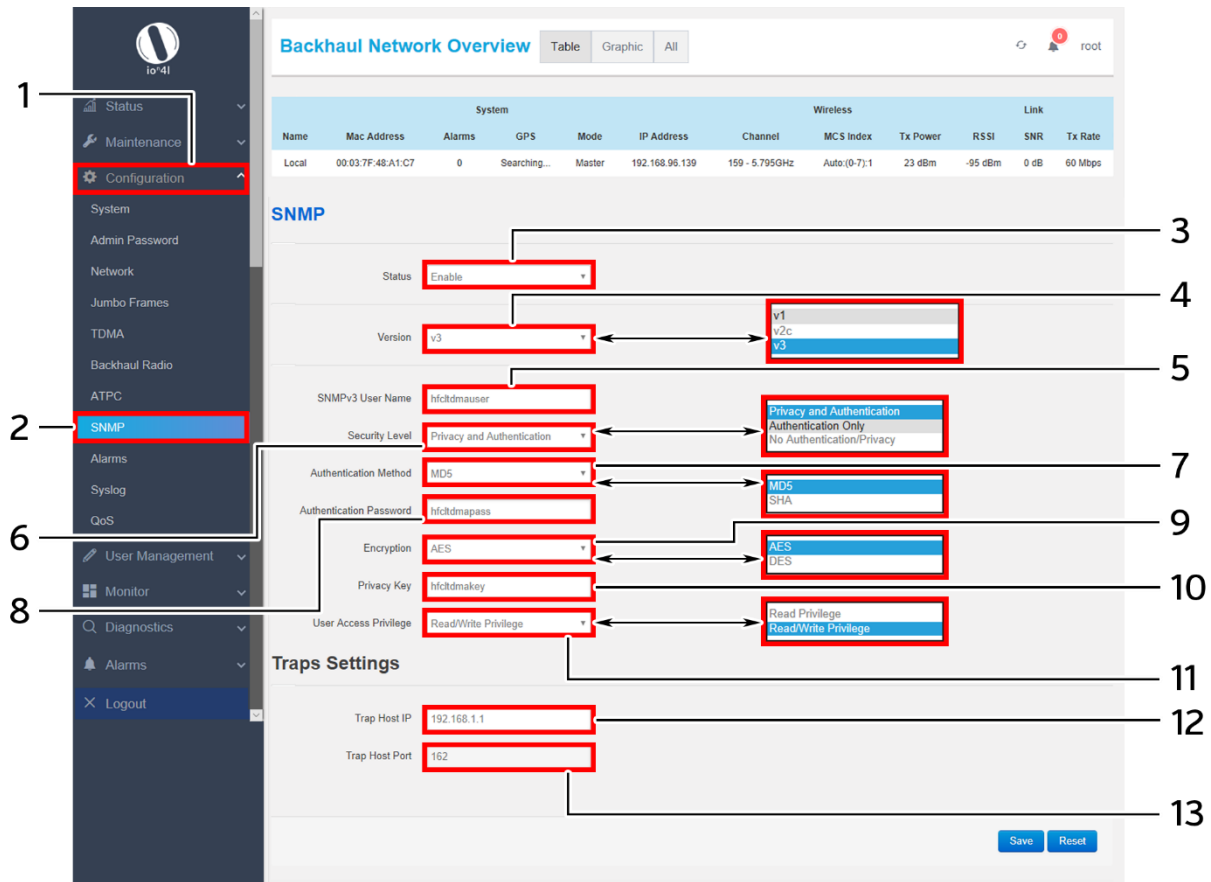 io"4l
Backhaul Network Overview
Table
Graphic
All
0
root
1
Status
Maintenance
Configuration
System
Admin Password
Network
Jumbo Frames
TDMA
Backhaul Radio
ATPC
2
SNMP
Alarms
Syslog
QoS
6
User Management
Monitor
8
Diagnostics
Alarms
Logout
System Wireless Link
Name Mac Address Alarms GPS Mode IP Address Channel MCS Index Tx Power RSSI SNR Tx Rate
Local 00:03:7F:48:A1:C7 0 Searching... Master 192.168.96.139 159 - 5.795GHz Auto:(0-7):1 23 dBm -95 dBm 0 dB 60 Mbps
SNMP
3
Status Enable
4
Version v3
v1
v2c
v3
5
SNMPv3 User Name hfcltdmauser
Security Level Privacy and Authentication
Privacy and Authentication
Authentication Only
No Authentication/Privacy
7
Authentication Method MD5
MD5
SHA
Authentication Password hfcltdmapass
9
Encryption AES
AES
DES
Privacy Key hfcltdmakey
10
User Access Privilege Read/Write Privilege
Read Privilege
Read/Write Privilege
Traps Settings
11
Trap Host IP 192.168.1.1
12
Trap Host Port 162
13
Save
Reset